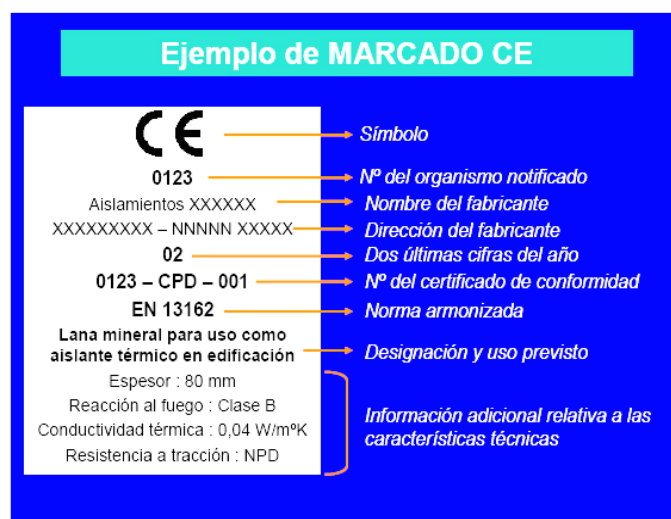 Ejemplo de MARCADO CE
CE
Símbolo
0123
Nº del organismo notificado
Aislamientos XXXXXX
Nombre del fabricante
XXXXXXXXX – NNNNN XXXXX
Dirección del fabricante
02
Dos últimas cifras del año
0123 – CPD – 001
Nº del certificado de conformidad
EN 13162
Norma armonizada
Lana mineral para uso como
aislante térmico en edificación
Designación y uso previsto
Espesor : 80 mm
Reacción al fuego : Clase B
Conductividad térmica : 0,04 W/mºK
Resistencia a tracción : NPD
Información adicional relativa a las
características técnicas